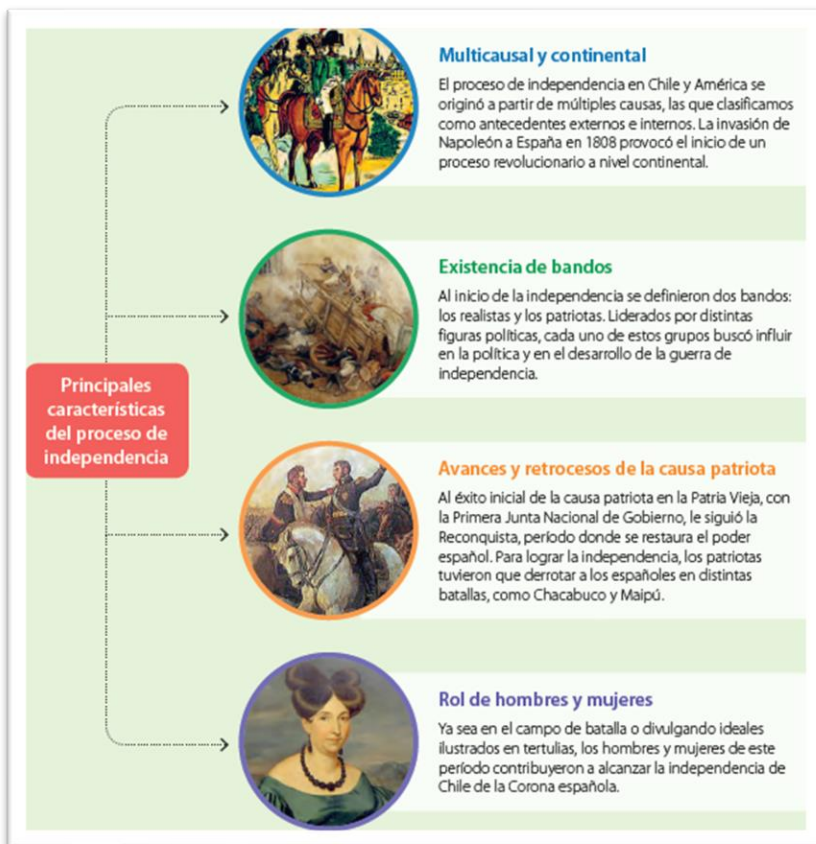 Multicausal y continental
El proceso de independencia en Chile y América se
originó a partir de múltiples causas, las que clasificamos
como antecedentes externos e internos. La invasión de
Napoleón a España en 1808 provocó el inicio de un
proceso revolucionario a nivel continental.
Existencia de bandos
Al inicio de la independencia se definieron dos bandos:
los realistas y los patriotas. Liderados por distintas
figuras políticas, cada uno de estos grupos buscó influir
en la política y en el desarrollo de la guerra de
independencia.
Principales
características
del proceso de
independencia
Avances y retrocesos de la causa patriota
Al éxito inicial de la causa patriota en la Patria Vieja, con
la Primera Junta Nacional de Gobierno, le siguió la
Reconquista, período donde se restaura el poder
español. Para lograr la independencia, los patriotas
tuvieron que derrotar a los españoles en distintas
batallas, como Chacabuco y Maipú.
Rol de hombres y mujeres
Ya sea en el campo de batalla o divulgando ideales
ilustrados en tertulias, los hombres y mujeres de este
período contribuyeron a alcanzar la independencia de
Chile de la Corona española.